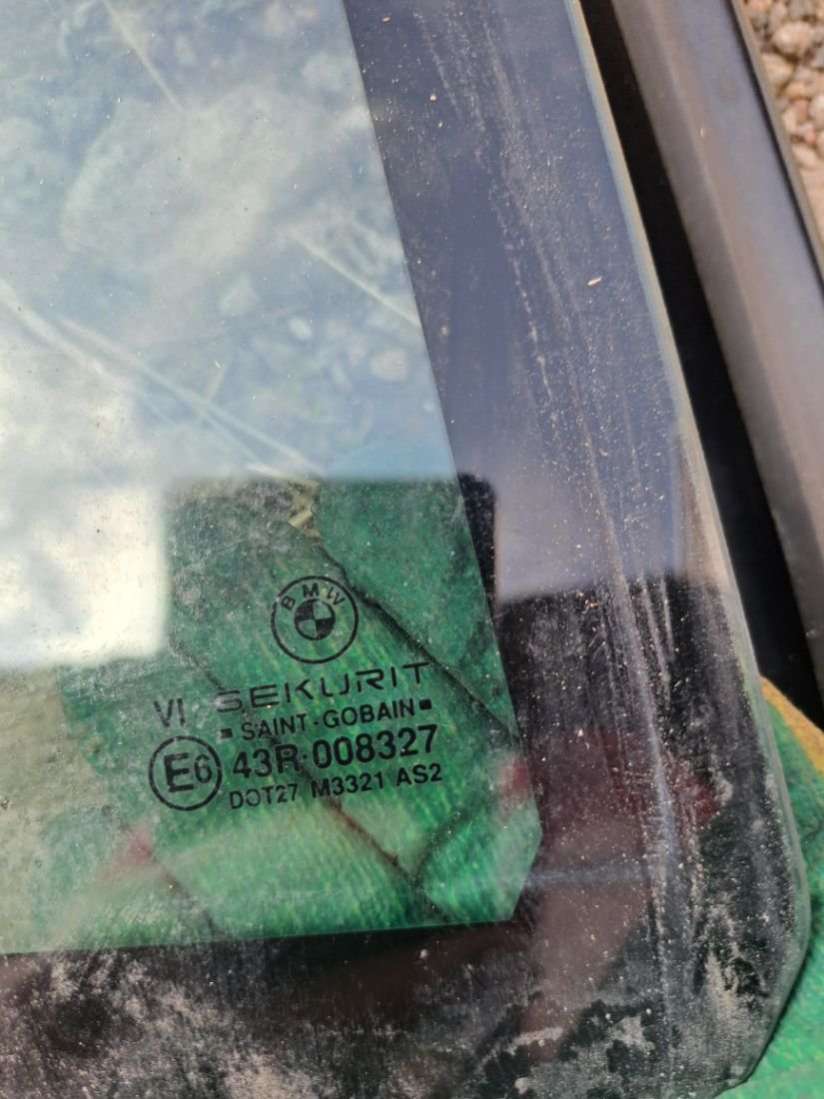 BMW
VI SEKURIT
▪ SAINT-GOBAIN ▪
E6 43R-008327
DOT27 M3321 AS2